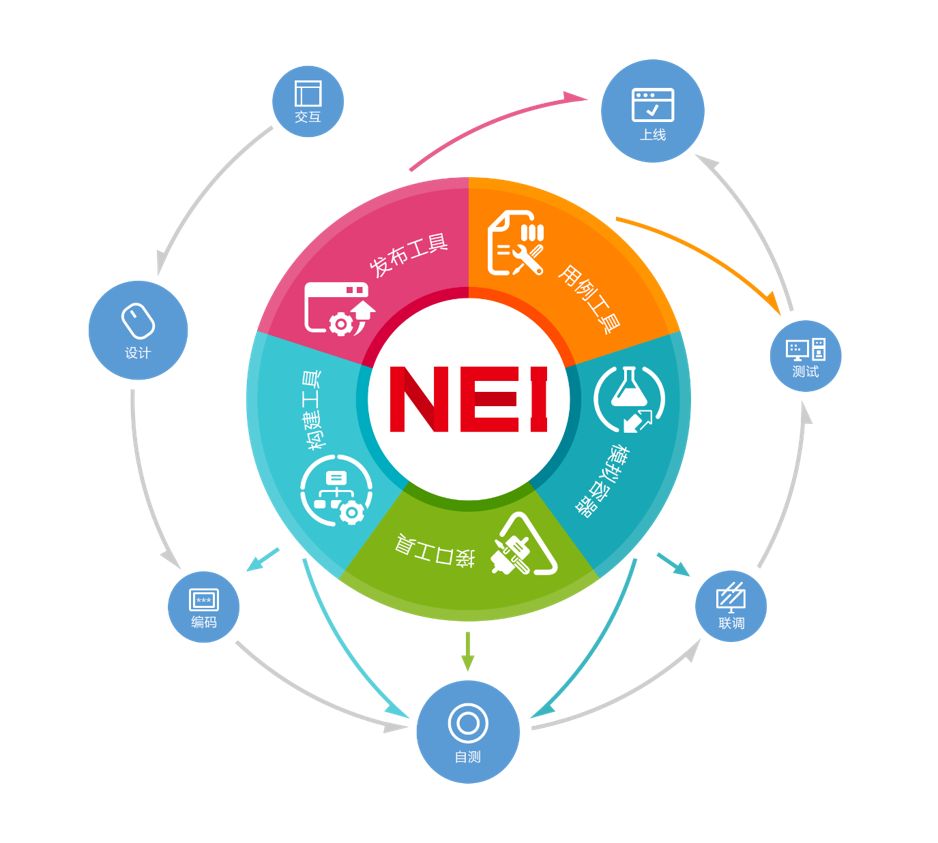 交互
上线
发布工具
用例工具
设计
测试
NEI
构建工具
模拟容器
接口工具
编码
***
联调
自测